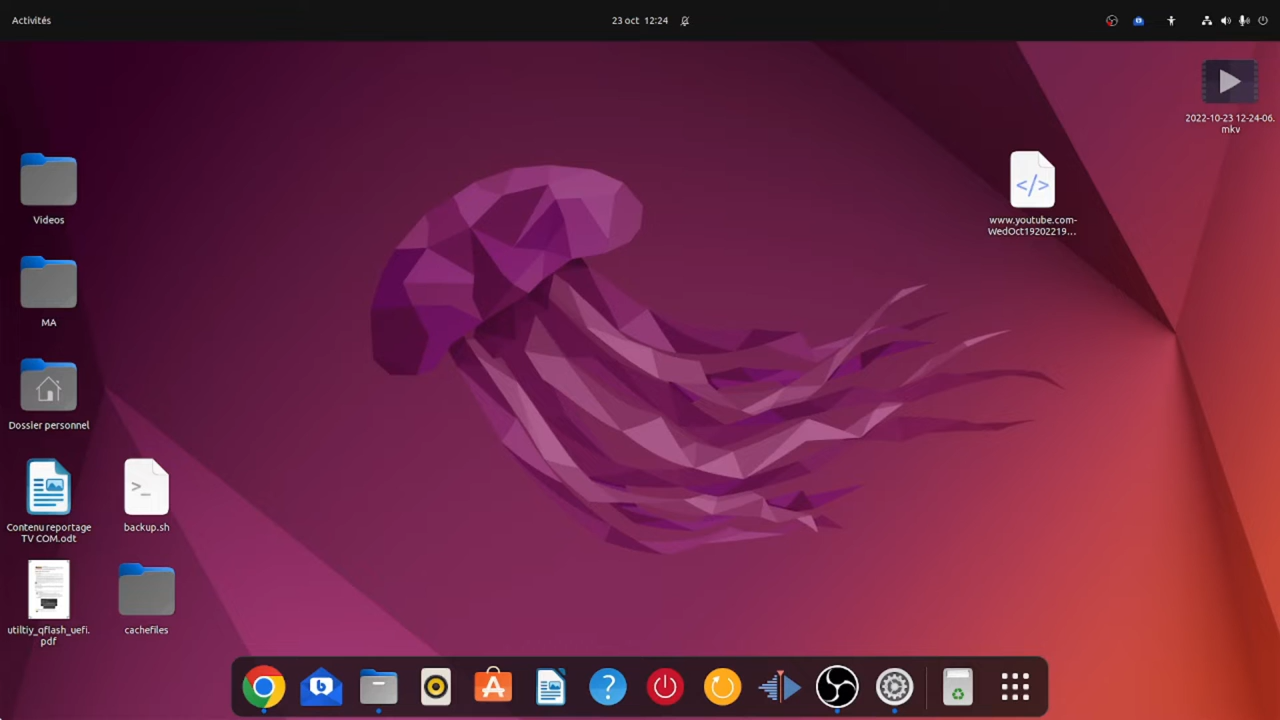 Activités
23 oct 12:24
2022-10-23 12-24-06.
mkv
www.youtube.com-
WedOct19202219...
Videos
MA
Dossier personnel
Contenu reportage
TV COM.odt
backup.sh
utiltiy_qflash_uefi.
pdf
cachefiles